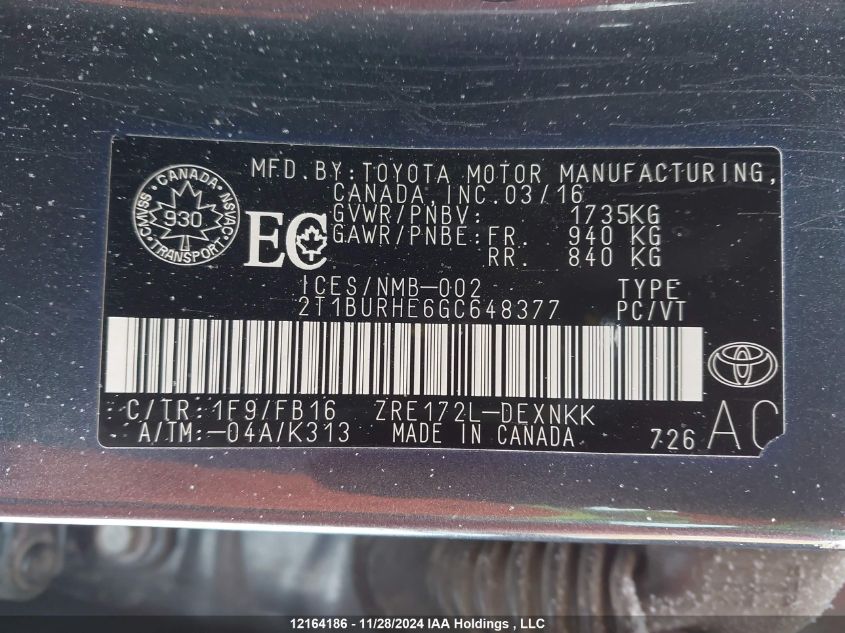 MFD.BY:TOYOTA MOTOR MANUFACTURING,
CANADA,INC.03/16
GVWR/PNBV: 1735KG
GAWR/PNBE:FR. 940 KG
RR. 840 KG
CANADA
CMVSS NSVAC
930
TRANSPORT
EC
ICES/NMB-002 TYPE
2T1BURHE6GC648377 PC/VT
C/TR:1F9/FB16 ZRE172L-DEXNKK
A/TM:-04A/K313 MADE IN CANADA 726 AC
12164186 - 11/28/2024 IAA Holdings , LLC